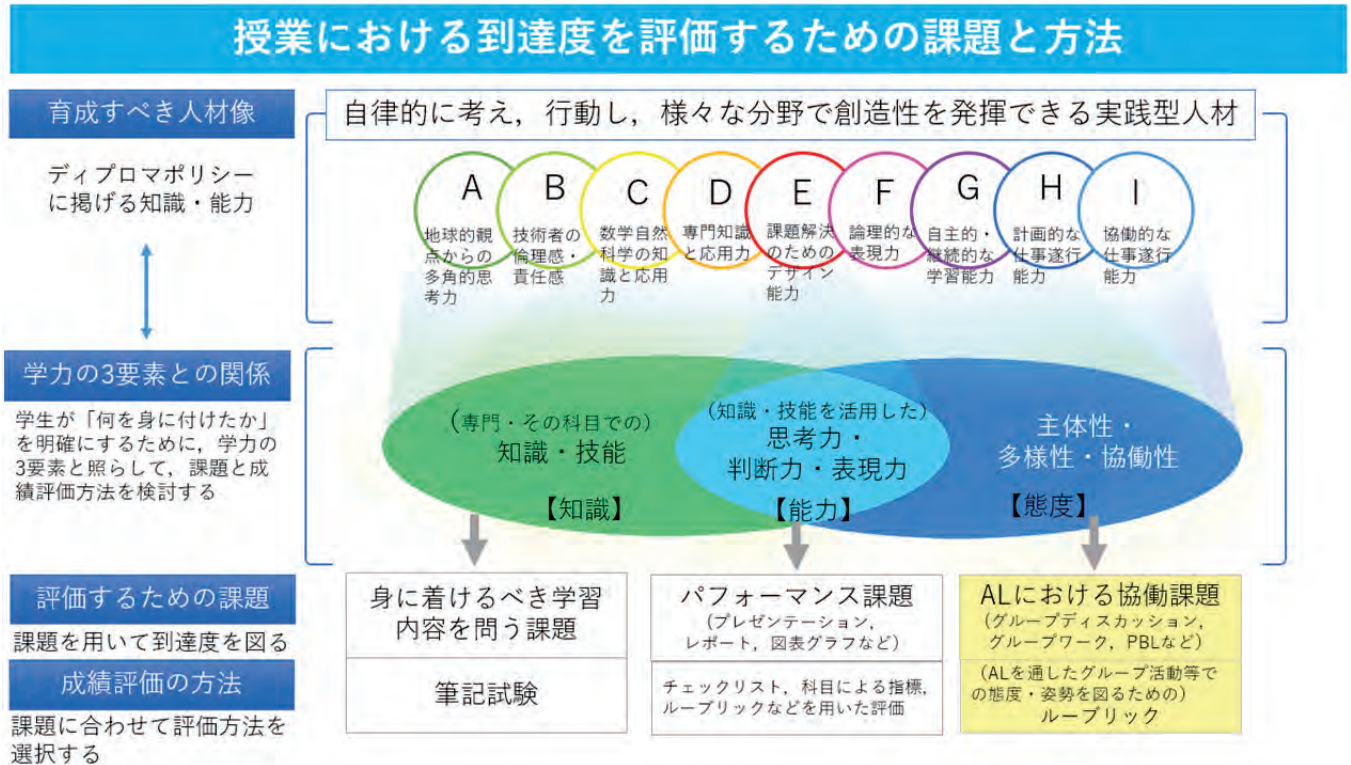 授業における到達度を評価するための課題と方法
育成すべき人材像
ディプロマポリシー
に掲げる知識・能力
自律的に考え，行動し，様々な分野で創造性を発揮できる実践型人材
A
地球的観
点からの
多角的思
考力
B
技術者の
倫理感・
責任感
C
数学自然
科学の知
識と応用
力
D
専門知識
と応用力
E
課題解決
のための
デザイン
能力
F
論理的な
表現力
G
自主的・
継続的な
学習能力
H
計画的な
仕事遂行
能力
I
協働的な
仕事遂行
能力
学力の3要素との関係
学生が「何を身に付けたか」
を明確にするために，学力の
3要素と照らして，課題と成
績評価方法を検討する
(専門・その科目での)
知識・技能
【知識】
(知識・技能を活用した)
思考力・
判断力・表現力
【能力】
主体性・
多様性・協働性
【態度】
評価するための課題
課題を用いて到達度を図る
身に着けるべき学習
内容を問う課題
パフォーマンス課題
(プレゼンテーション，
レポート，図表グラフなど)
ALにおける協働課題
(グループディスカッション，
グループワーク，PBLなど)
成績評価の方法
課題に合わせて評価方法を
選択する
筆記試験
チェックリスト，科目による指標，
ルーブリックなどを用いた評価
(ALを通したグループ活動等で
の態度・姿勢を図るための)
ルーブリック